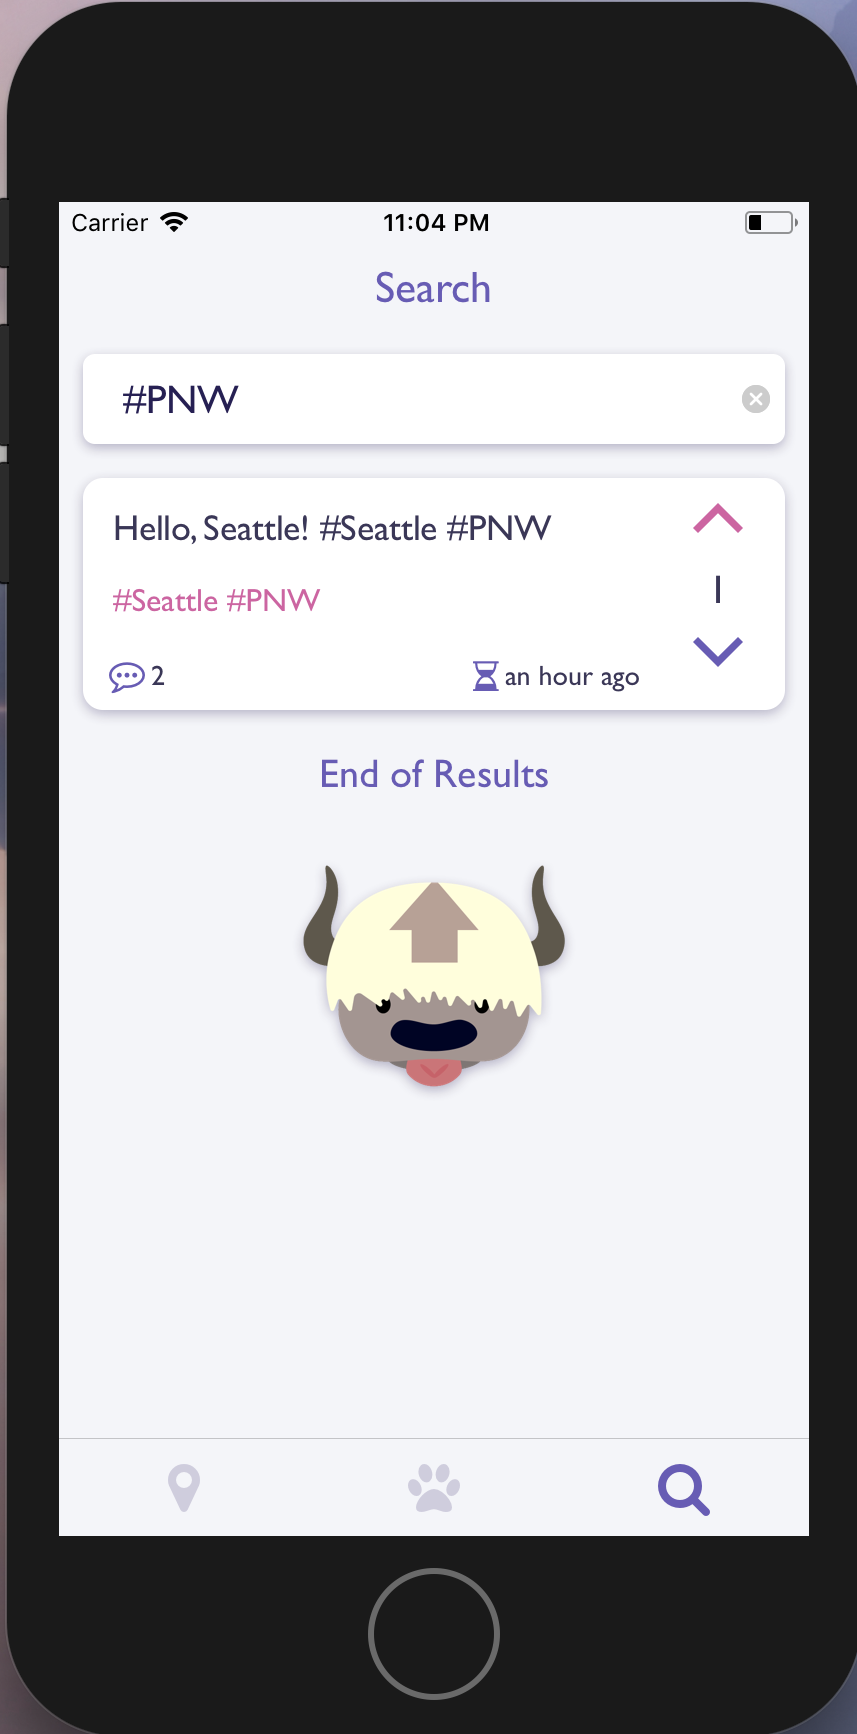 Carrier 11:04 PM
Search
#PNW
Hello, Seattle! #Seattle #PNW
#Seattle #PNW
1
2 an hour ago
End of Results